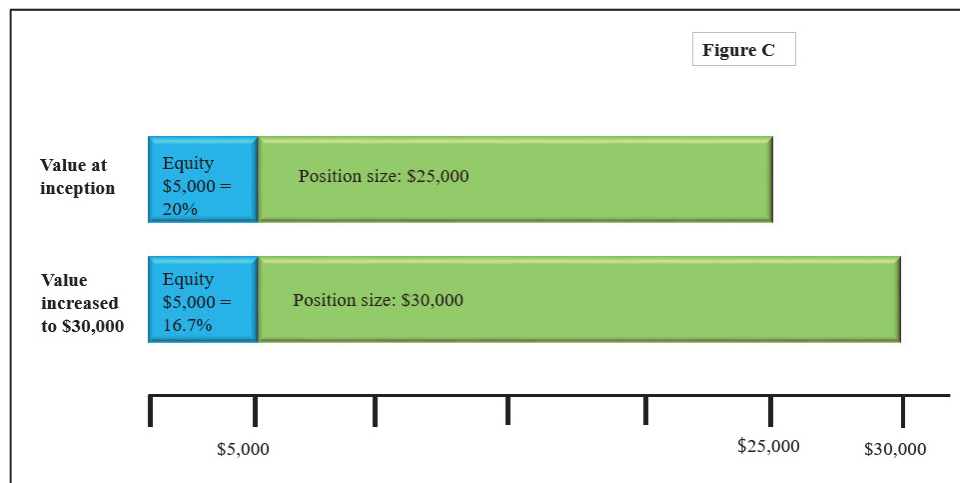 Figure C
Value at
inception
Equity
$5,000 =
20%
Position size: $25,000
Value
increased
to $30,000
Equity
$5,000 =
16.7%
Position size: $30,000
$5,000
$25,000
$30,000